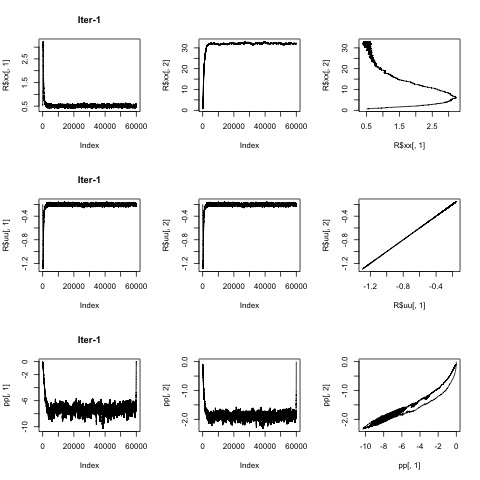 Iter-1
R$xx[, 1]
0.5 1.5 2.5
0 20000 40000 60000
Index
R$xx[, 2]
0 10 20 30
0 20000 40000 60000
Index
R$xx[, 2]
0 10 20 30
0.5 1.5 2.5
R$xx[, 1]
Iter-1
R$uu[, 1]
-1.2 -0.8 -0.4
0 20000 40000 60000
Index
R$uu[, 2]
-1.2 -0.8 -0.4
0 20000 40000 60000
Index
R$uu[, 2]
-1.2 -0.8 -0.4
-1.2 -0.8 -0.4
R$uu[, 1]
Iter-1
pp[, 1]
-10 -6 -2 0
0 20000 40000 60000
Index
pp[, 2]
-2.0 -1.0 0.0
0 20000 40000 60000
Index
pp[, 2]
-2.0 -1.0 0.0
-10 -8 -6 -4 -2 0
pp[, 1]